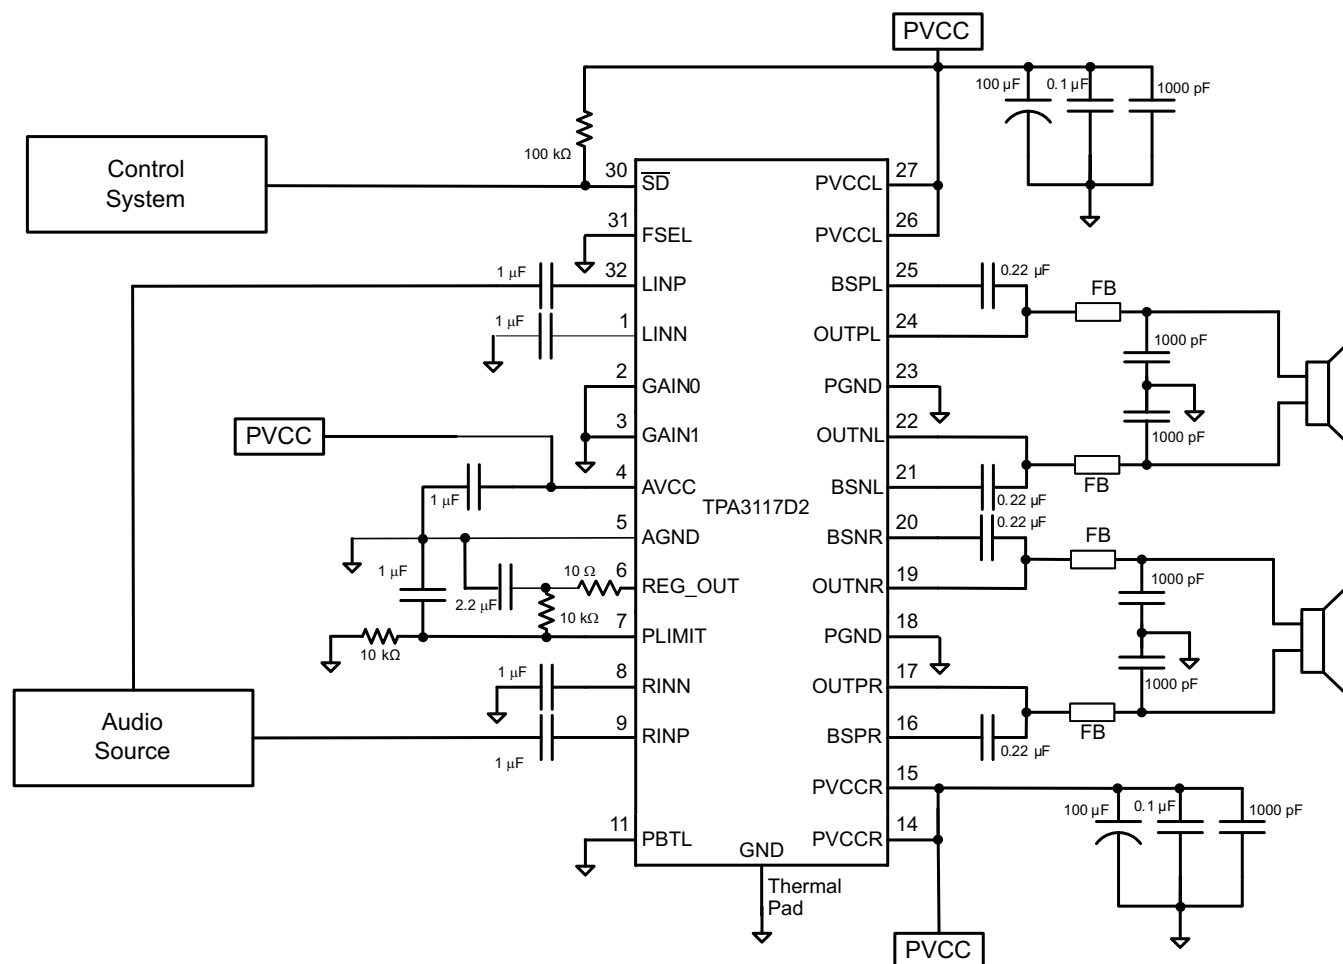 PVCC
100 µF
0.1 µF
1000 pF
Control
System
100 kΩ
30
SD
PVCCL
27
31
FSEL
PVCCL
26
1 µF
32
LINP
BSPL
25
0.22 µF
FB
1 µF
1
LINN
OUTPL
24
1000 pF
2
GAIN0
PGND
23
PVCC
3
GAIN1
OUTNL
22
1000 pF
1 µF
4
AVCC
BSNL
21
0.22 µF
FB
TPA3117D2
5
AGND
BSNR
20
0.22 µF
FB
1 µF
2.2 µF
10 Ω
6
REG_OUT
OUTNR
19
1000 pF
10 kΩ
10 kΩ
7
PLIMIT
PGND
18
1 µF
8
RINN
OUTPR
17
1000 pF
Audio
Source
1 µF
9
RINP
BSPR
16
0.22 µF
FB
PVCCR
15
100 µF
0.1 µF
1000 pF
11
PBTL
GND
PVCCR
14
Thermal
Pad
PVCC